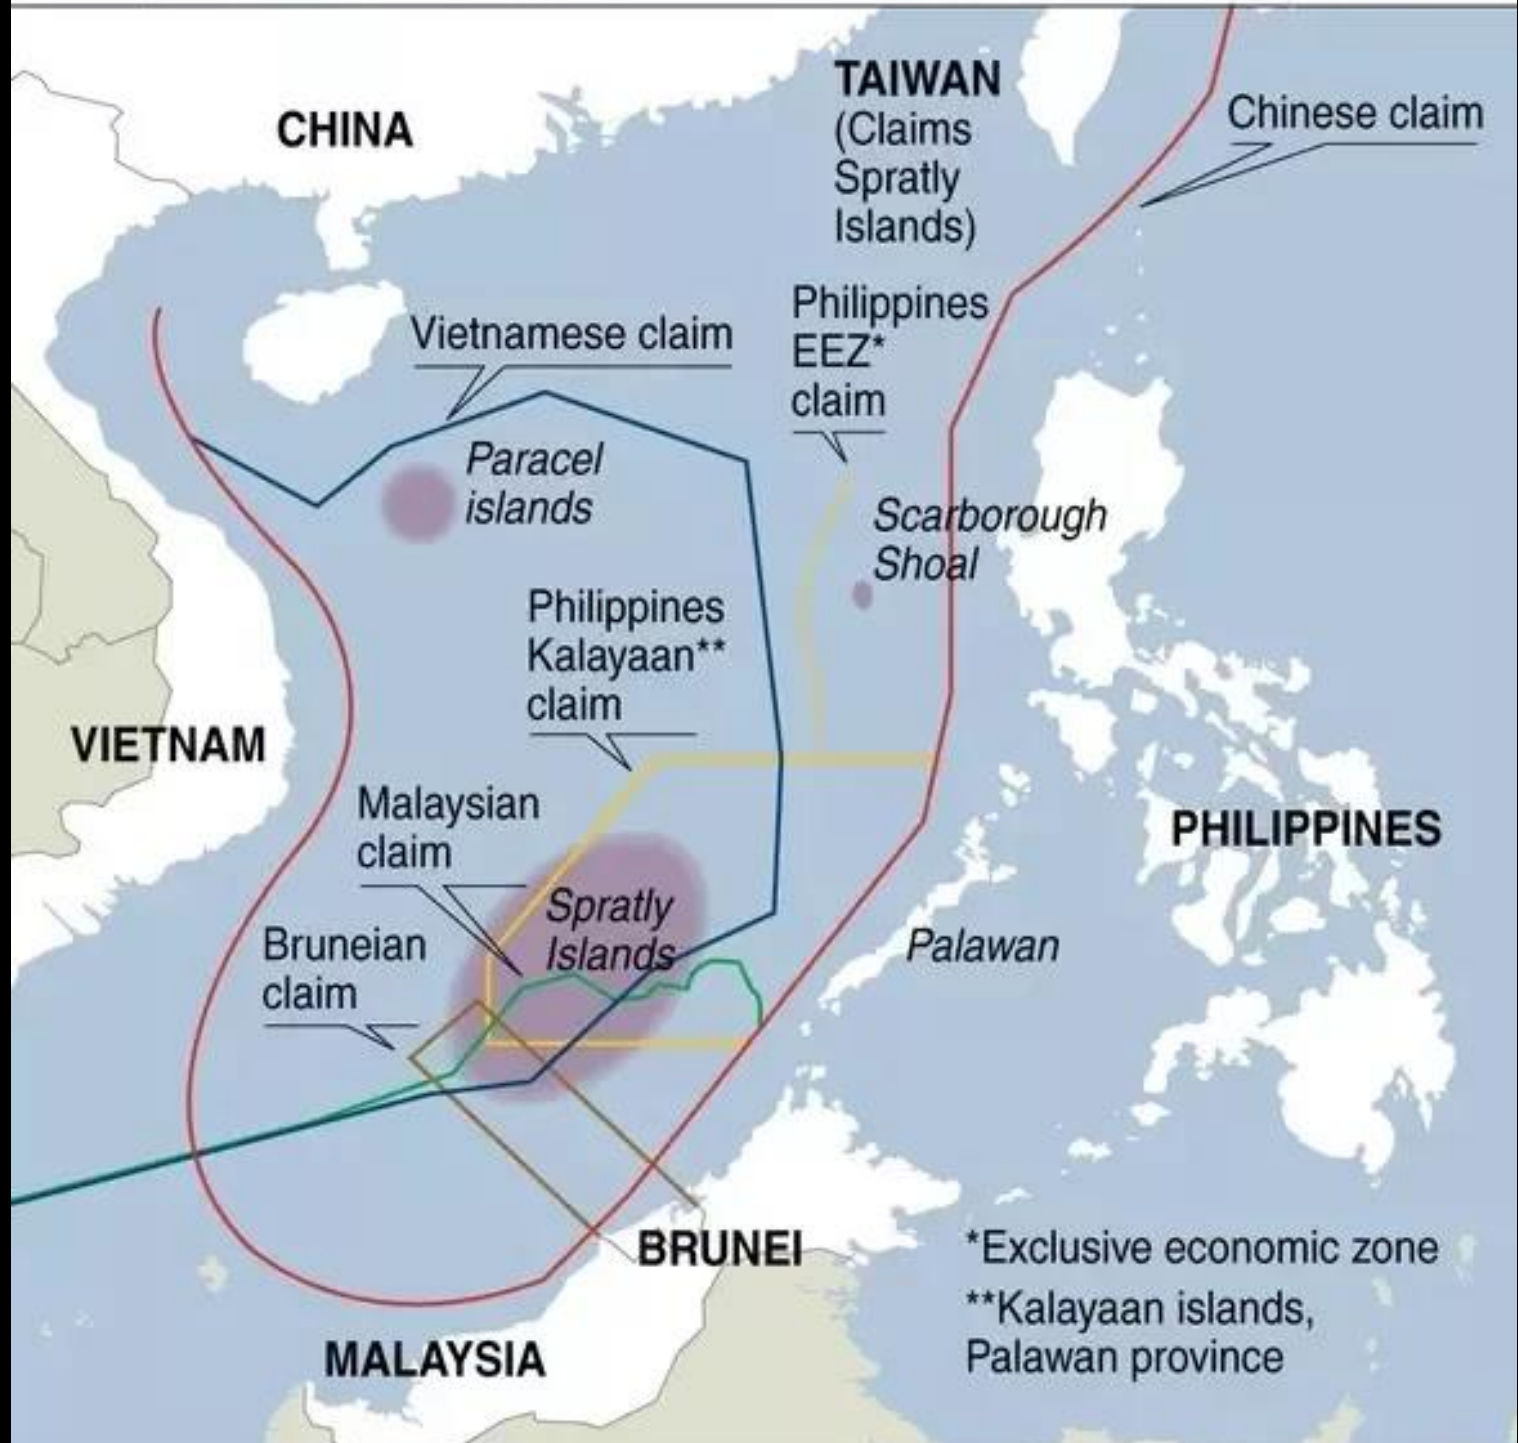 CHINA
TAIWAN
(Claims
Spratly
Islands)
Chinese claim
Vietnamese claim
Philippines
EEZ*
claim
Paracel
islands
Scarborough
Shoal
Philippines
Kalayaan**
claim
VIETNAM
Malaysian
claim
PHILIPPINES
Spratly
Islands
Bruneian
claim
Palawan
BRUNEI
MALAYSIA
*Exclusive economic zone
**Kalayaan islands,
Palawan province